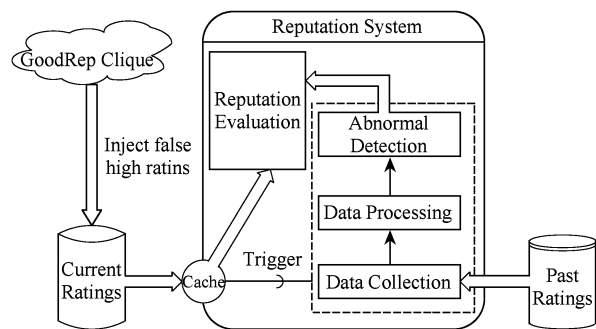 Reputation System
GoodRep Clique
Reputation
Evaluation
Abnormal
Detection
Inject false
high ratins
Data Processing
Current
Ratings
Cache
Trigger
Data Collection
Past
Ratings